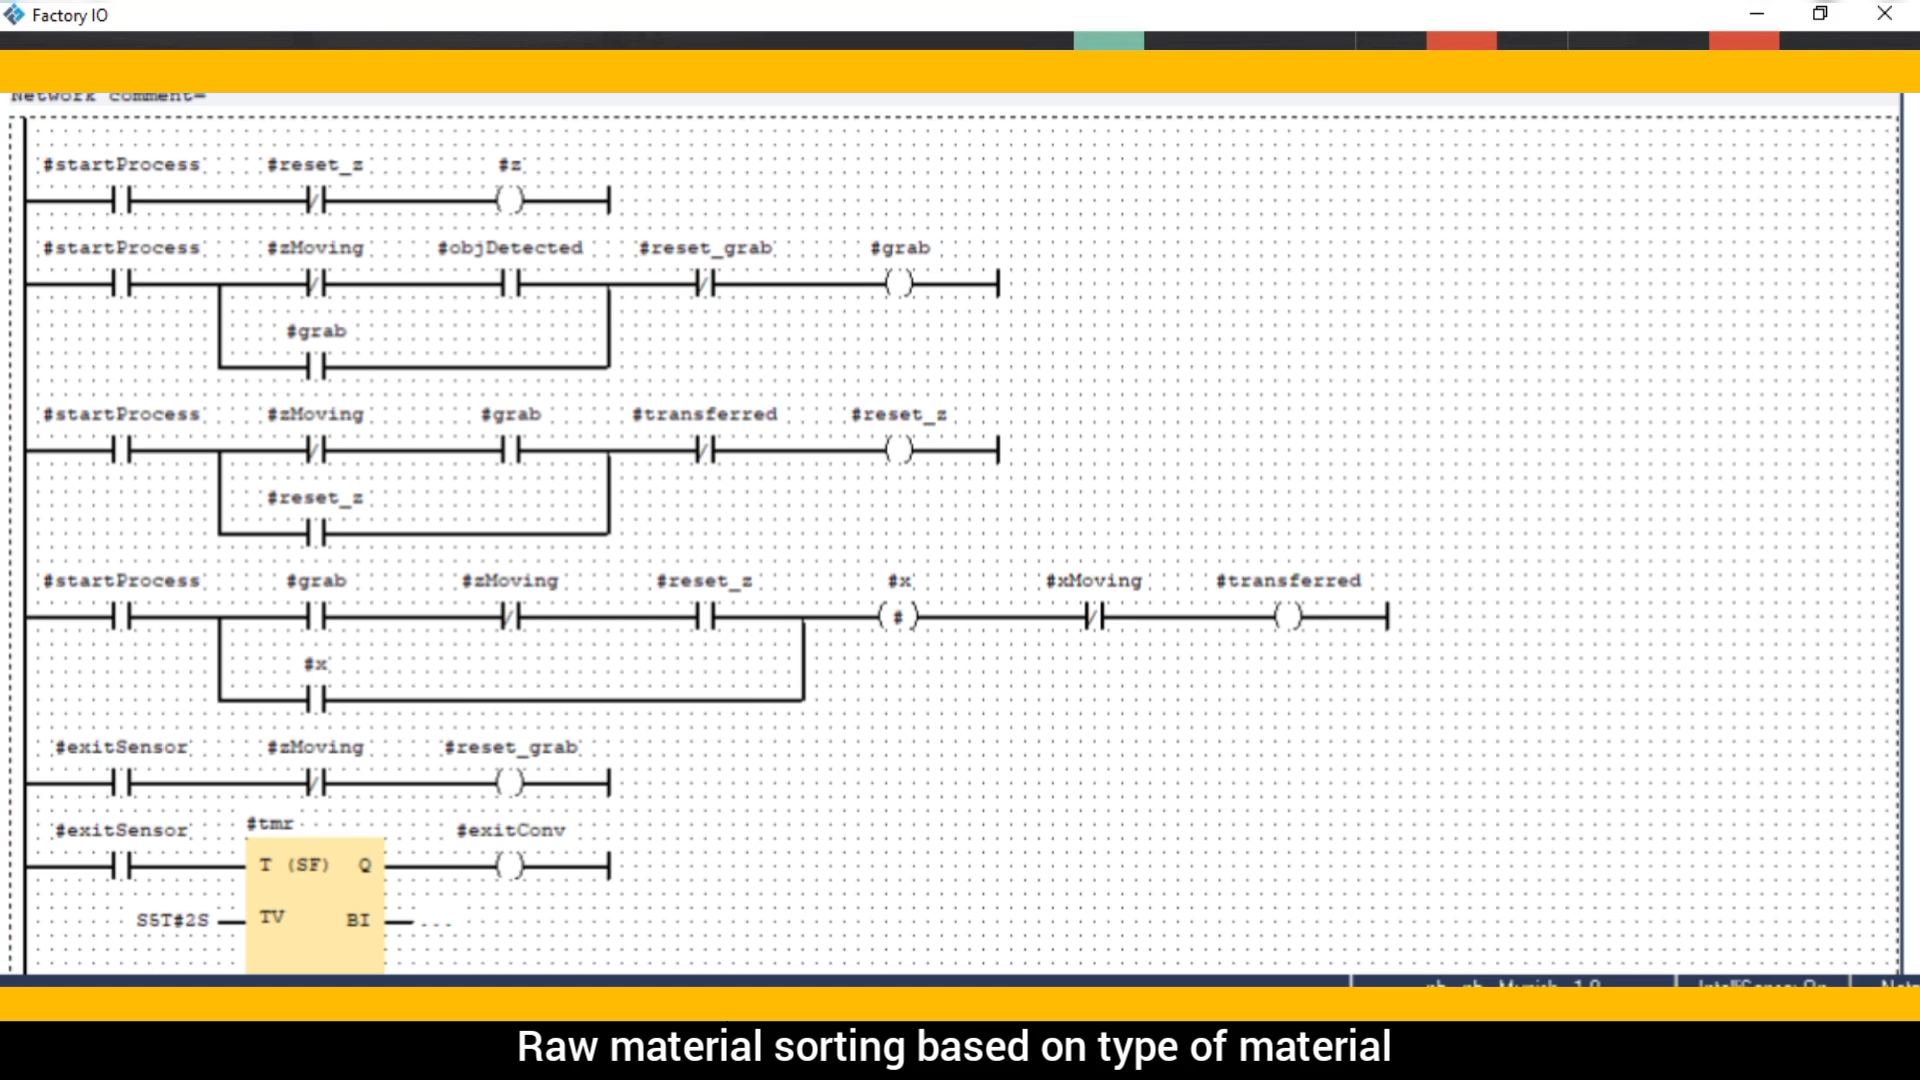 Factory IO
Network comment=
#startProcess #reset_z #z
#startProcess #zMoving #objDetected #reset_grab #grab
#grab
#startProcess #zMoving #grab #transferred #reset_z
#reset_z
#startProcess #grab #zMoving #reset_z #x #xMoving #transferred
#
#x
#exitSensor #zMoving #reset_grab
#exitSensor #tmr #exitConv
T (SF) Q
S5T#2S TV BI ...
Raw material sorting based on type of material